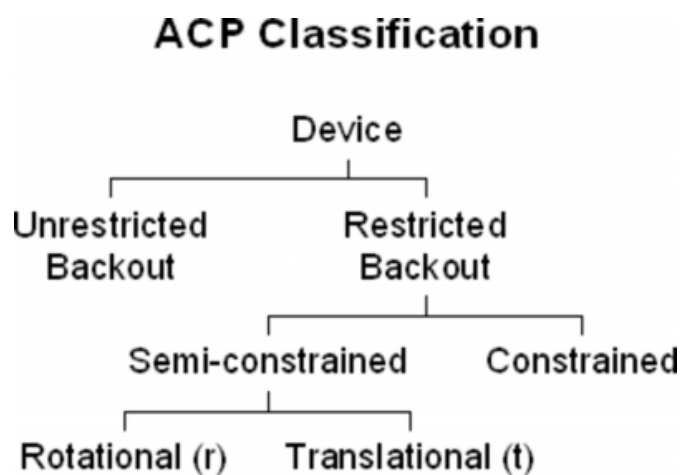 ACP Classification
Device
Unrestricted
Backout
Restricted
Backout
Semi-constrained
Constrained
Rotational (r)
Translational (t)